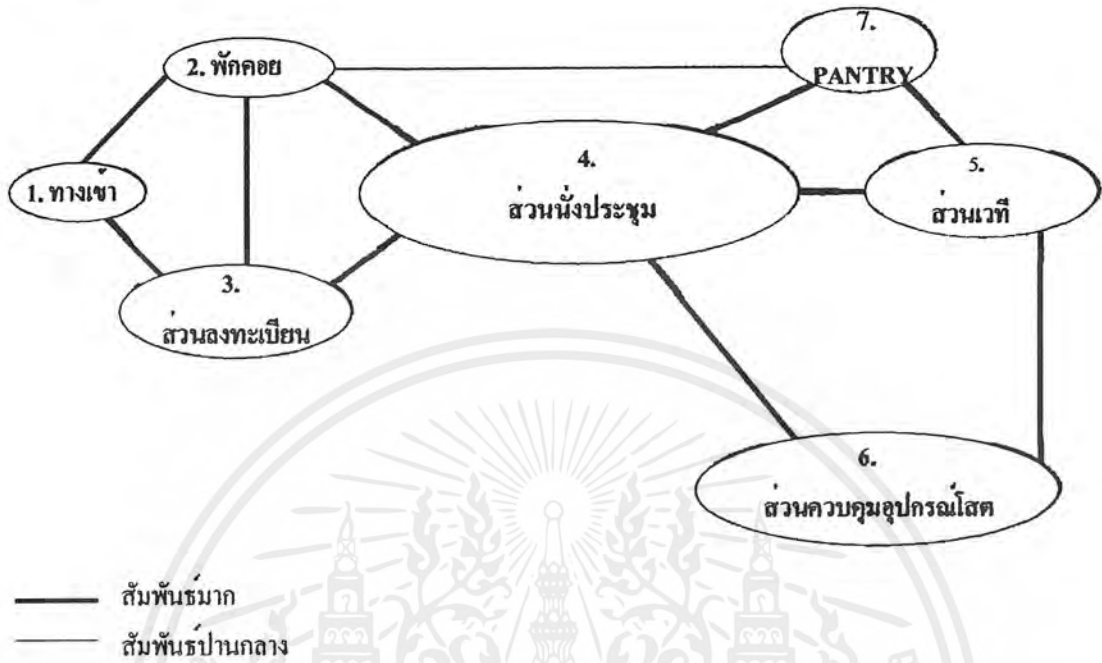 7.
PANTRY
2. พักคอย
1. ทางเข้า
4.
ส่วนนั่งประชุม
5.
ส่วนเวที
3.
ส่วนลงทะเบียน
6.
ส่วนควบคุมอุปกรณ์โสต
สัมพันธ์มาก
สัมพันธ์ปานกลาง